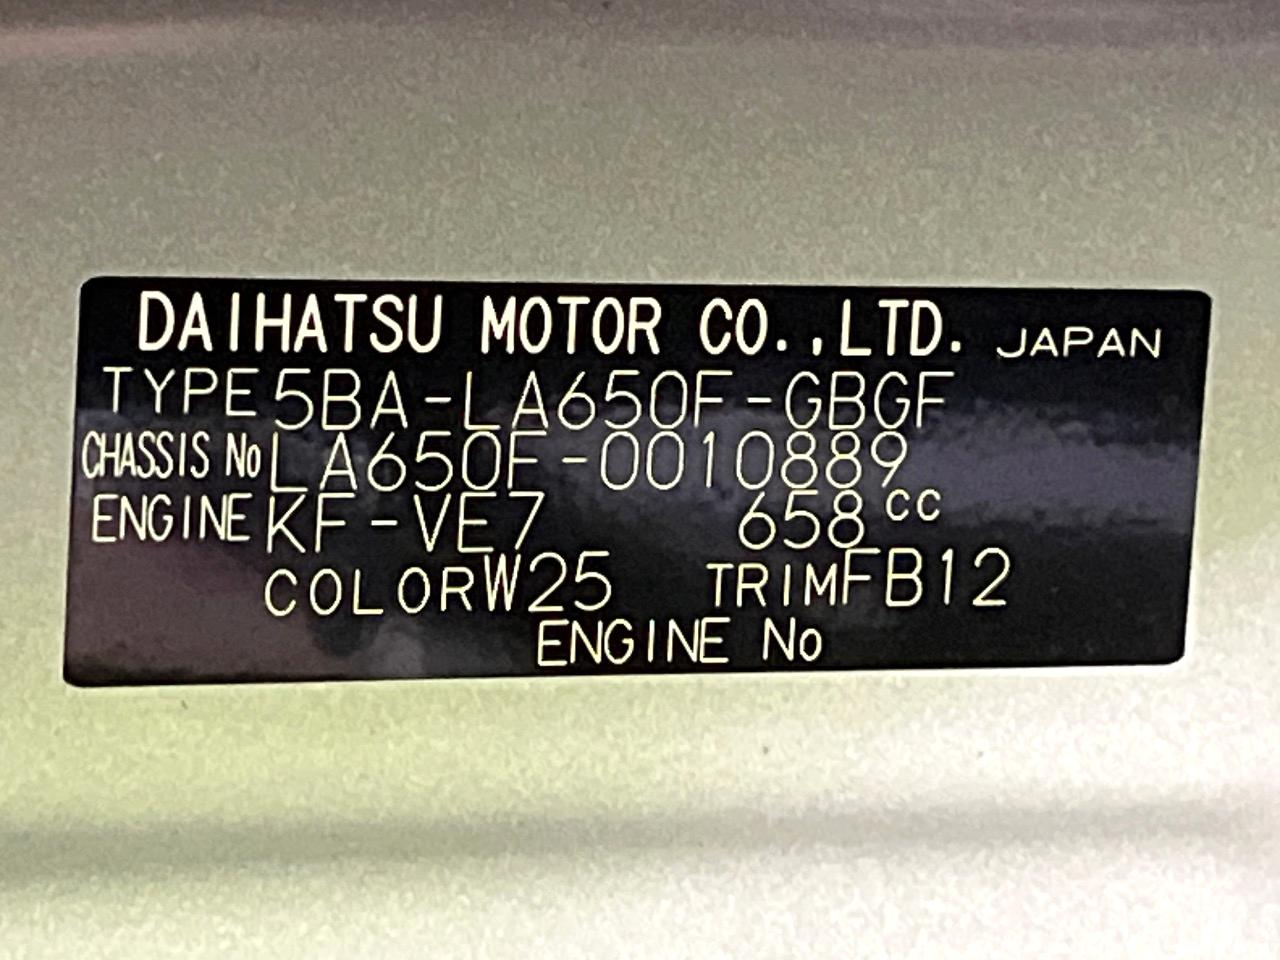 DAIHATSU MOTOR CO.,LTD. JAPAN
TYPE 5BA-LA650F-GBGF
CHASSIS No LA650F-0010889
ENGINE KF-VE7 658cc
COLOR W25 TRIM FB12
ENGINE No